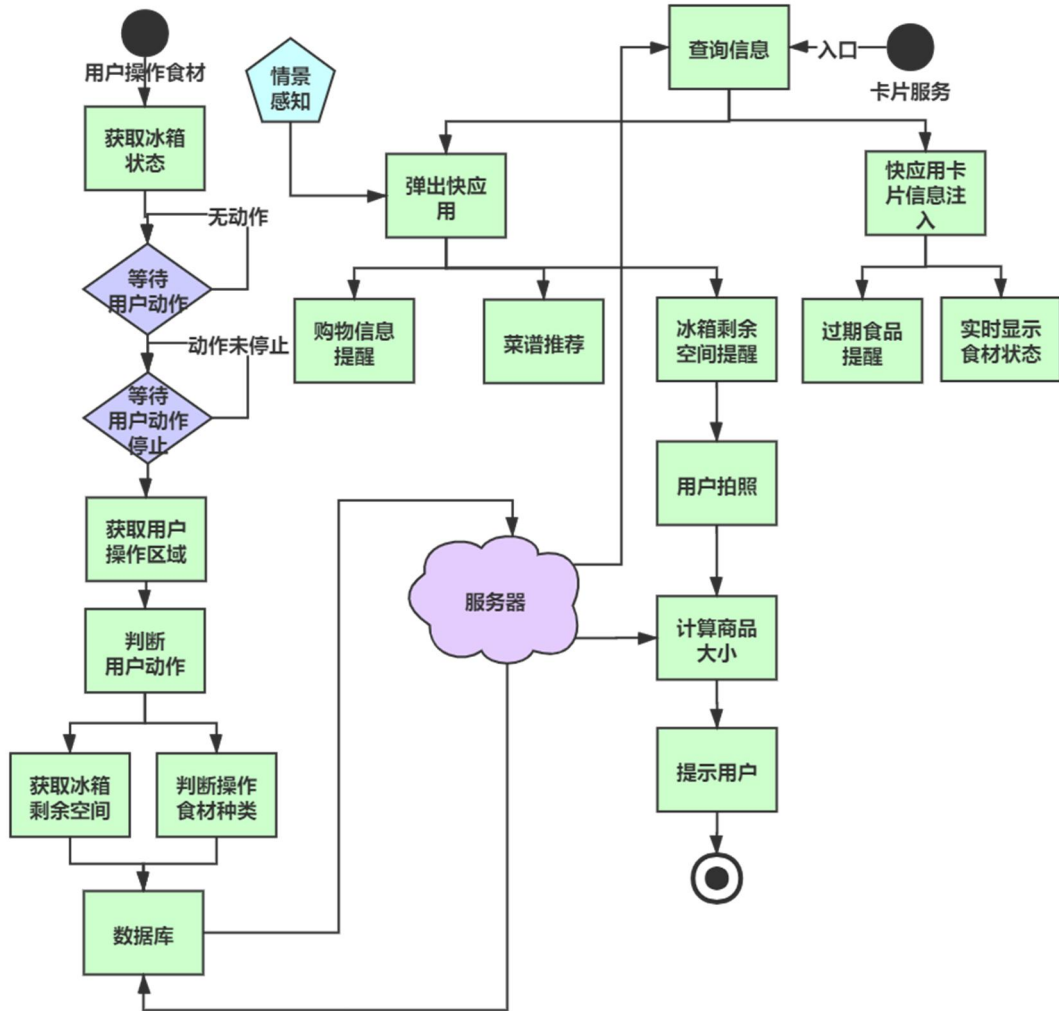 用户操作食材
获取冰箱
状态
无动作
等待
用户动作
动作未停止
等待
用户动作
停止
获取用户
操作区域
判断
用户动作
获取冰箱
剩余空间
判断操作
食材种类
数据库
情景
感知
查询信息
入口
卡片服务
弹出快应
用
快应用卡
片信息注
入
购物信息
提醒
菜谱推荐
冰箱剩余
空间提醒
过期食品
提醒
实时显示
食材状态
用户拍照
服务器
计算商品
大小
提示用户